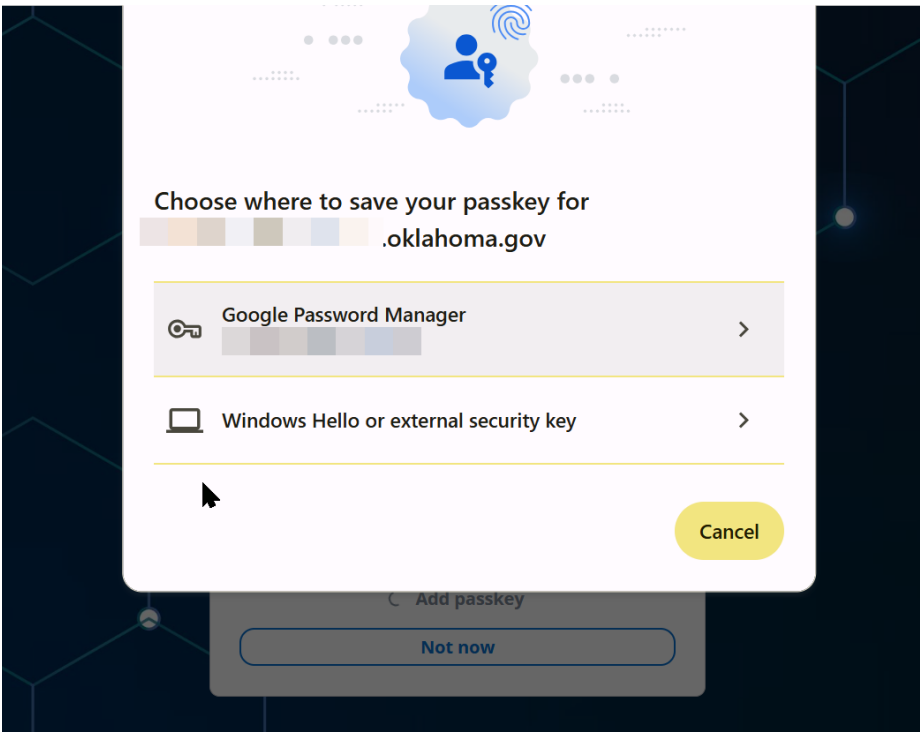 Choose where to save your passkey for
.oklahoma.gov
Google Password Manager
Windows Hello or external security key
Cancel
Add passkey
Not now